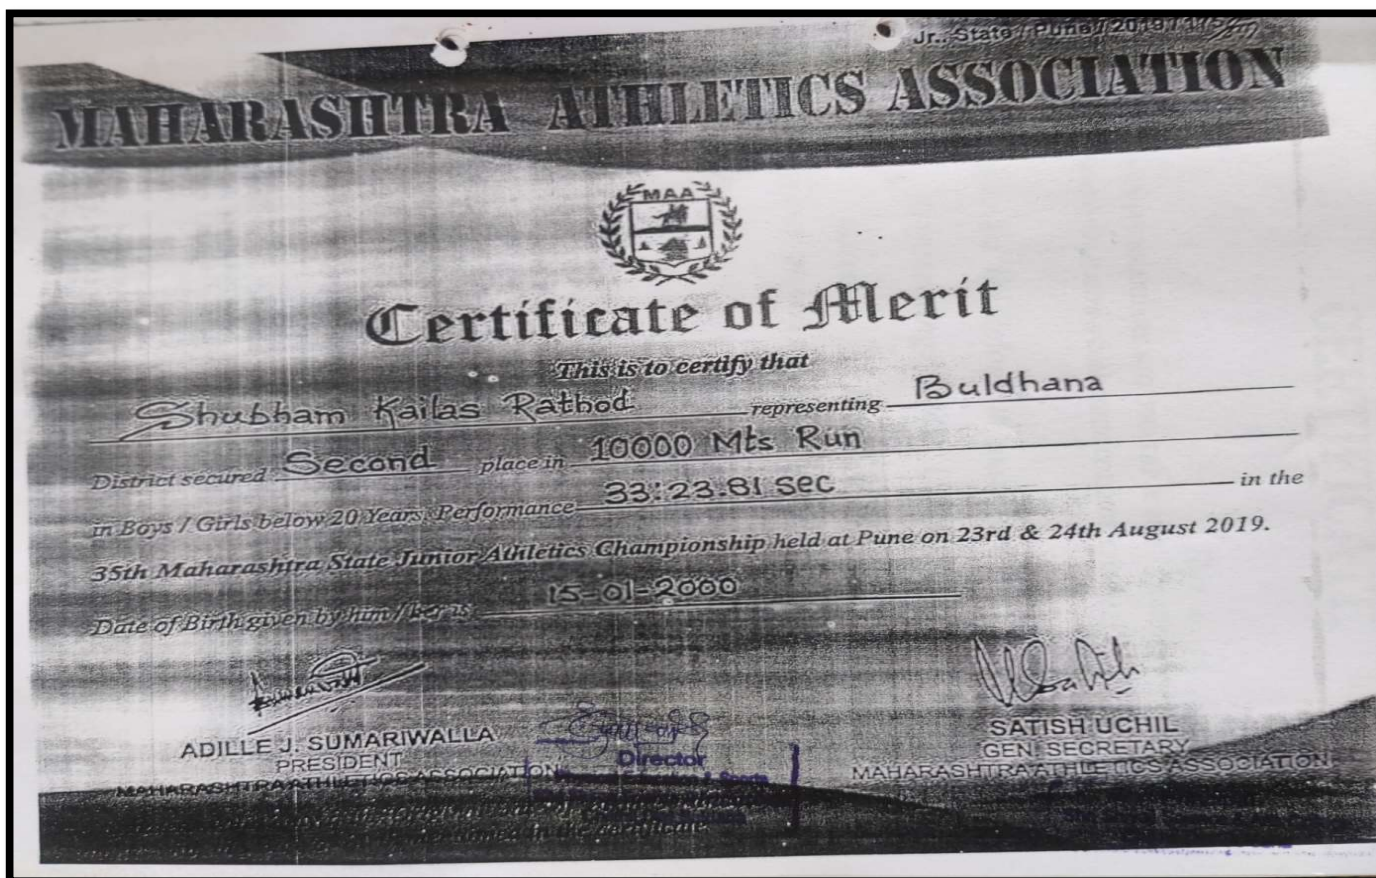 Jr. State / Pune / 2019 /
MAHARASHTRA ATHLETICS ASSOCIATION
MAA
Certificate of Merit
This is to certify that
Shubham Kailas Rathod representing Buldhana
District secured Second place in 10000 Mts Run
in Boys / Girls below 20 Years, Performance 33:23.81 Sec in the
35th Maharashtra State Junior Athletics Championship held at Pune on 23rd & 24th August 2019.
Date of Birth given by him / her is 15-01-2000
ADILLE J. SUMARIWALLA
PRESIDENT
MAHARASHTRA ATHLETICS ASSOCIATION
Director
& Sports
SATISH UCHIL
GEN. SECRETARY
MAHARASHTRA ATHLETICS ASSOCIATION
in the certificate